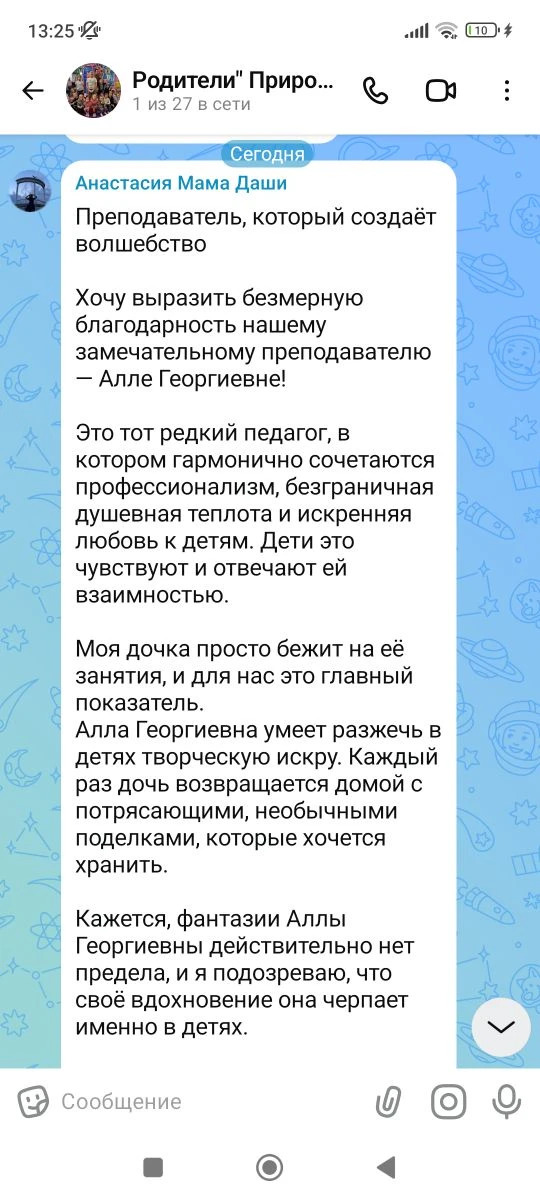 13:25
10
Родители" Приро...
1 из 27 в сети
Сегодня
Анастасия Мама Даши
Преподаватель, который создаёт
волшебство
Хочу выразить безмерную
благодарность нашему
замечательному преподавателю
— Алле Георгиевне!
Это тот редкий педагог, в
котором гармонично сочетаются
профессионализм, безграничная
душевная теплота и искренняя
любовь к детям. Дети это
чувствуют и отвечают ей
взаимностью.
Моя дочка просто бежит на её
занятия, и для нас это главный
показатель.
Алла Георгиевна умеет разжечь в
детях творческую искру. Каждый
раз дочь возвращается домой с
потрясающими, необычными
поделками, которые хочется
хранить.
Кажется, фантазии Аллы
Георгиевны действительно нет
предела, и я подозреваю, что
своё вдохновение она черпает
именно в детях.
Сообщение